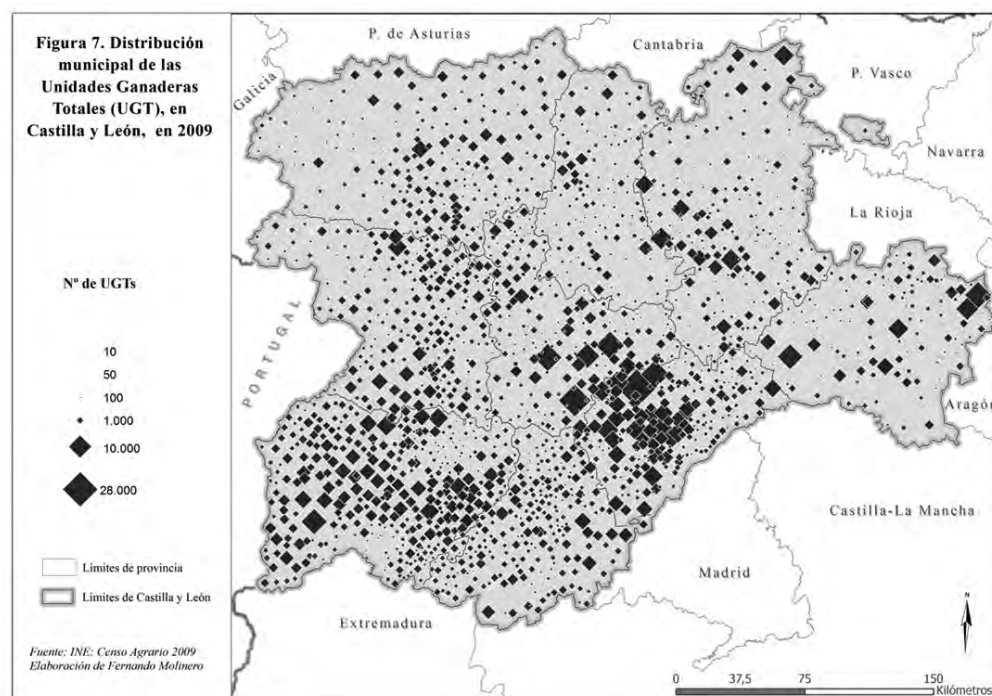 Figura 7. Distribución
municipal de las
Unidades Ganaderas
Totales (UGT), en
Castilla y León, en 2009
Nº de UGTs
10
50
100
1.000
10.000
28.000
Límites de provincia
Límites de Castilla y León
Fuente: INE: Censo Agrario 2009
Elaboración de Fernando Molinero
P. de Asturias
Cantabria
Galicia
P. Vasco
Navarra
La Rioja
PORTUGAL
Aragón
Castilla-La Mancha
Madrid
Extremadura
N
0 37,5 75 150
Kilómetros